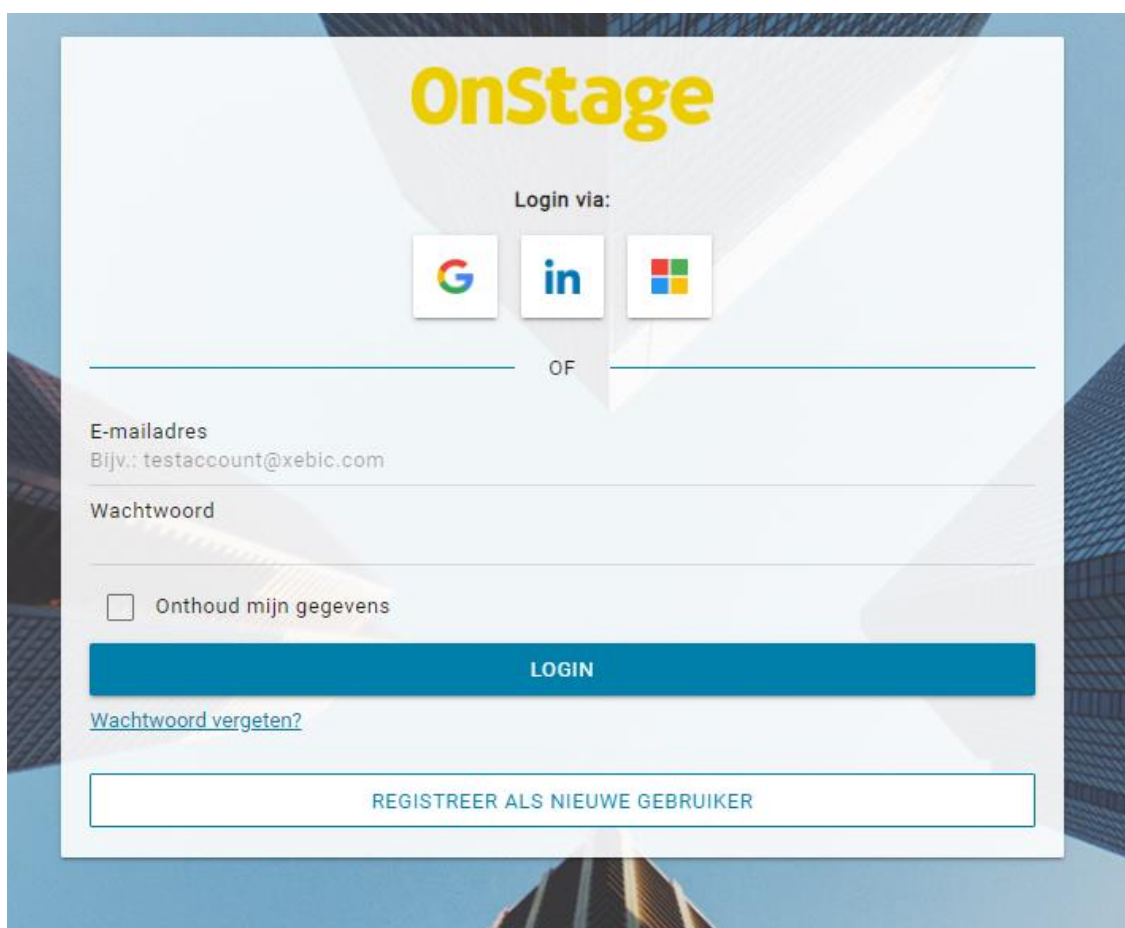 OnStage
Login via:
G in
OF
E-mailadres
Bijv.: testaccount@xebic.com
Wachtwoord
Onthoud mijn gegevens
LOGIN
Wachtwoord vergeten?
REGISTREER ALS NIEUWE GEBRUIKER